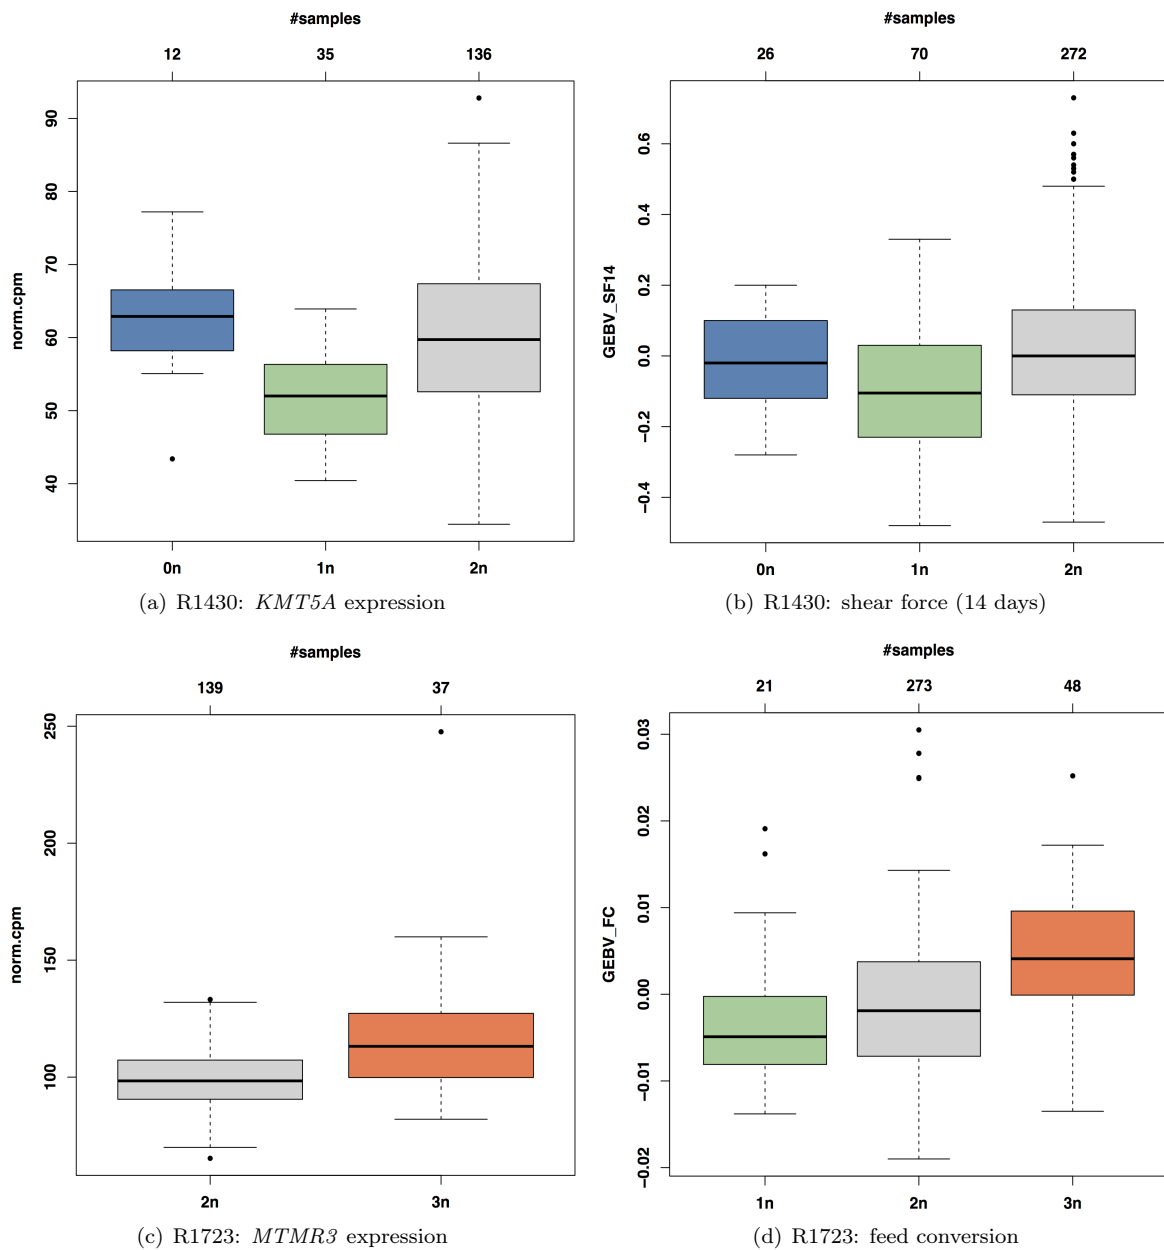 #samples
12 35 136
norm.cpm
90
80
70
60
50
40
0n 1n 2n
(a) R1430: KMT5A expression
#samples
26 70 272
GEBV_SF14
0.6
0.4
0.2
0.0
−0.2
−0.4
0n 1n 2n
(b) R1430: shear force (14 days)
#samples
139 37
norm.cpm
250
200
150
100
2n 3n
(c) R1723: MTMR3 expression
#samples
21 273 48
GEBV_FC
0.03
0.02
0.01
0.00
−0.01
−0.02
1n 2n 3n
(d) R1723: feed conversion